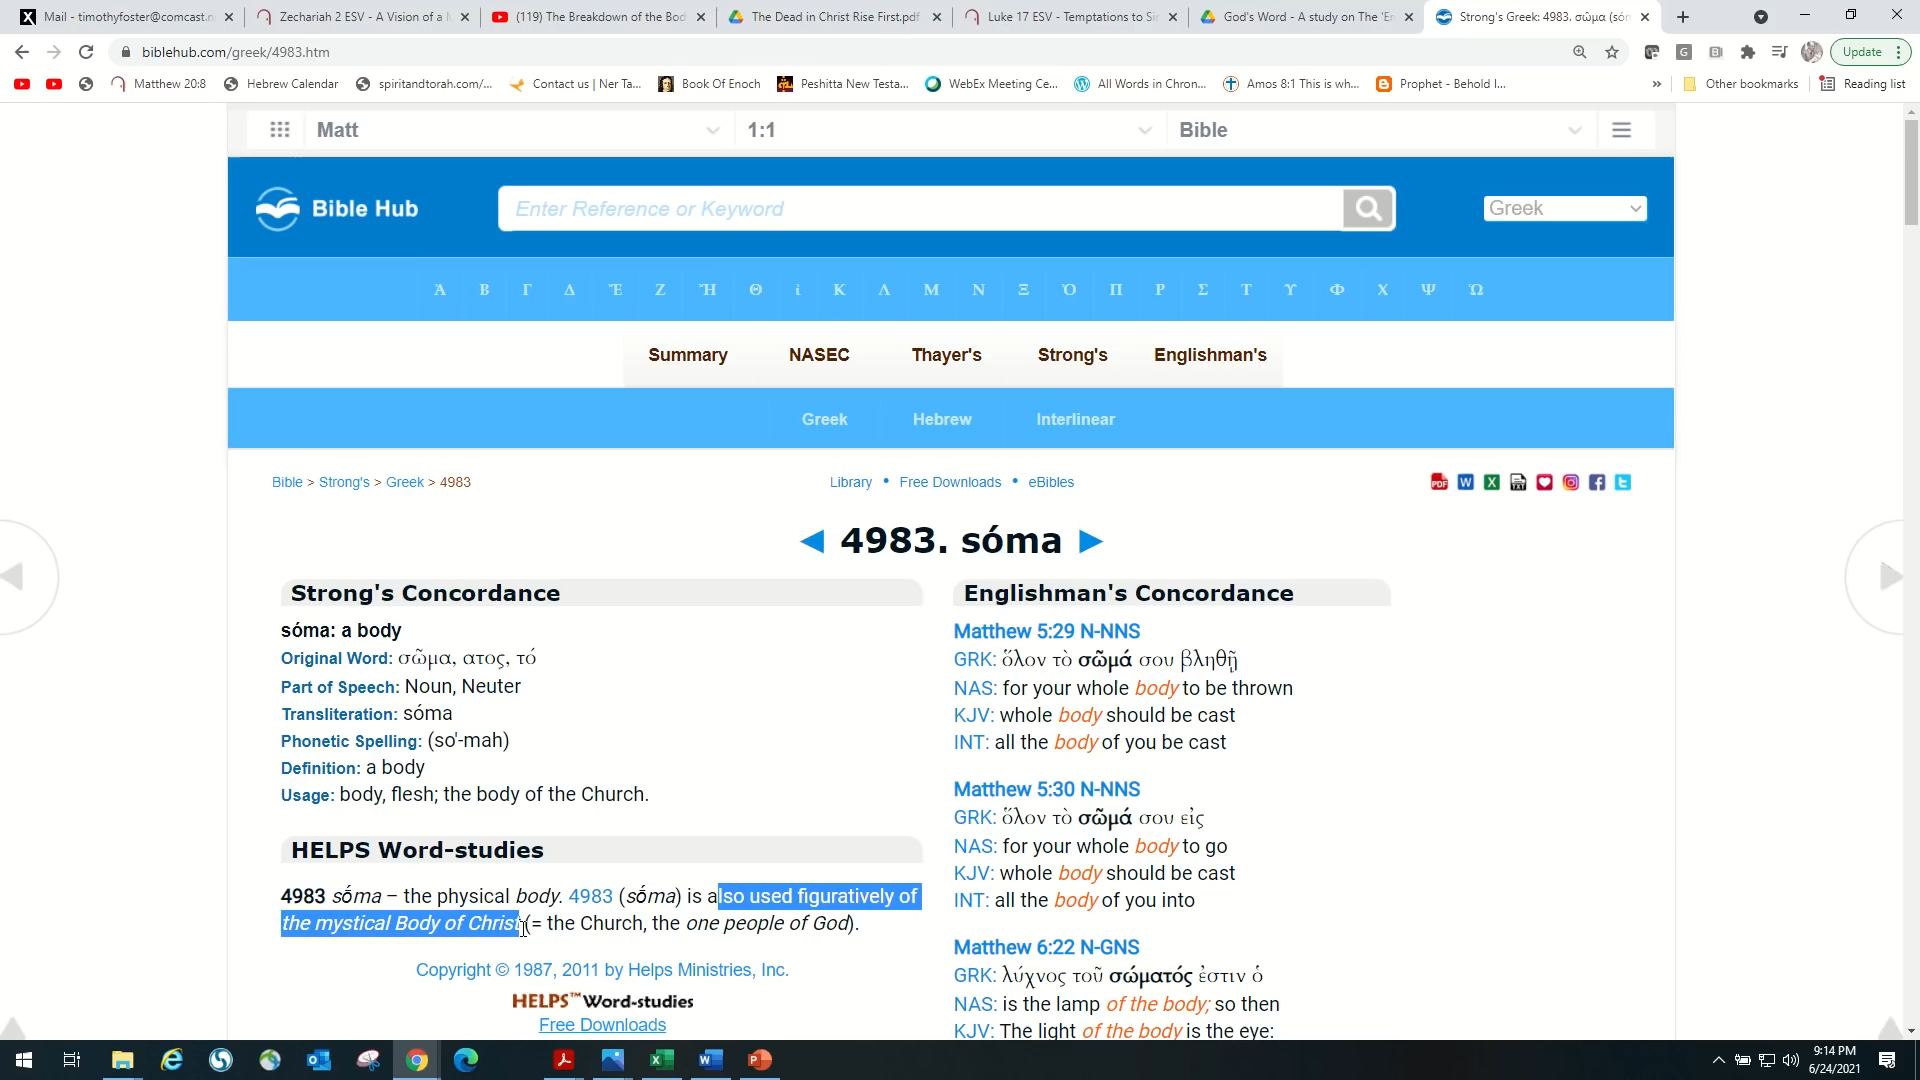 Mail - timothyfoster@comcast.n
Zechariah 2 ESV - A Vision of a M
(119) The Breakdown of the Bod
The Dead in Christ Rise First.pdf
Luke 17 ESV - Temptations to Sin
God's Word - A study on The 'En
Strong's Greek: 4983. σῶμα (són
biblehub.com/greek/4983.htm
Update
Matthew 20:8
Hebrew Calendar
spiritandtorah.com/...
Contact us | Ner Ta...
Book Of Enoch
Peshitta New Testa...
WebEx Meeting Ce...
All Words in Chron...
Amos 8:1 This is wh...
Prophet - Behold I...
»
Other bookmarks
Reading list
Matt 1:1 Bible
Bible Hub
Enter Reference or Keyword
Greek
Ἀ Β Γ Δ Ἐ Ζ Ἠ Θ ἰ Κ Λ Μ Ν Ξ Ὀ Π Ρ Σ Τ Υ Φ Χ Ψ Ὠ
Summary NASEC Thayer's Strong's Englishman's
Greek Hebrew Interlinear
Bible > Strong's > Greek > 4983
Library • Free Downloads • eBibles
◄ 4983. sóma ►
Strong's Concordance
sóma: a body
Original Word: σῶμα, ατος, τό
Part of Speech: Noun, Neuter
Transliteration: sóma
Phonetic Spelling: (so'-mah)
Definition: a body
Usage: body, flesh; the body of the Church.
HELPS Word-studies
4983 sṓma – the physical body. 4983 (sṓma) is also used figuratively of
the mystical Body of Christ (= the Church, the one people of God).
Copyright © 1987, 2011 by Helps Ministries, Inc.
HELPS™ Word-studies
Free Downloads
Englishman's Concordance
Matthew 5:29 N-NNS
GRK: ὅλον τὸ σῶμά σου βληθῇ
NAS: for your whole body to be thrown
KJV: whole body should be cast
INT: all the body of you be cast
Matthew 5:30 N-NNS
GRK: ὅλον τὸ σῶμά σου εἰς
NAS: for your whole body to go
KJV: whole body should be cast
INT: all the body of you into
Matthew 6:22 N-GNS
GRK: λύχνος τοῦ σώματός ἐστιν ὁ
NAS: is the lamp of the body; so then
KJV: The light of the body is the eye:
9:14 PM
6/24/2021